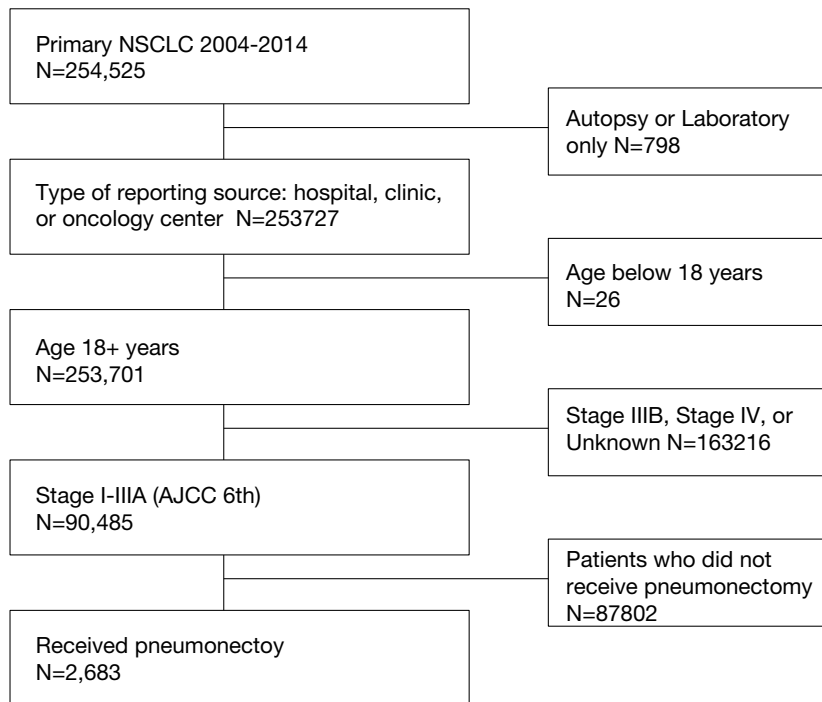 Primary NSCLC 2004-2014
N=254,525
Autopsy or Laboratory
only N=798
Type of reporting source: hospital, clinic,
or oncology center  N=253727
Age below 18 years
N=26
Age 18+ years
N=253,701
Stage IIIB, Stage IV, or
Unknown N=163216
Stage I-IIIA (AJCC 6th)
N=90,485
Patients who did not
receive pneumonectomy
N=87802
Received pneumonectoy
N=2,683